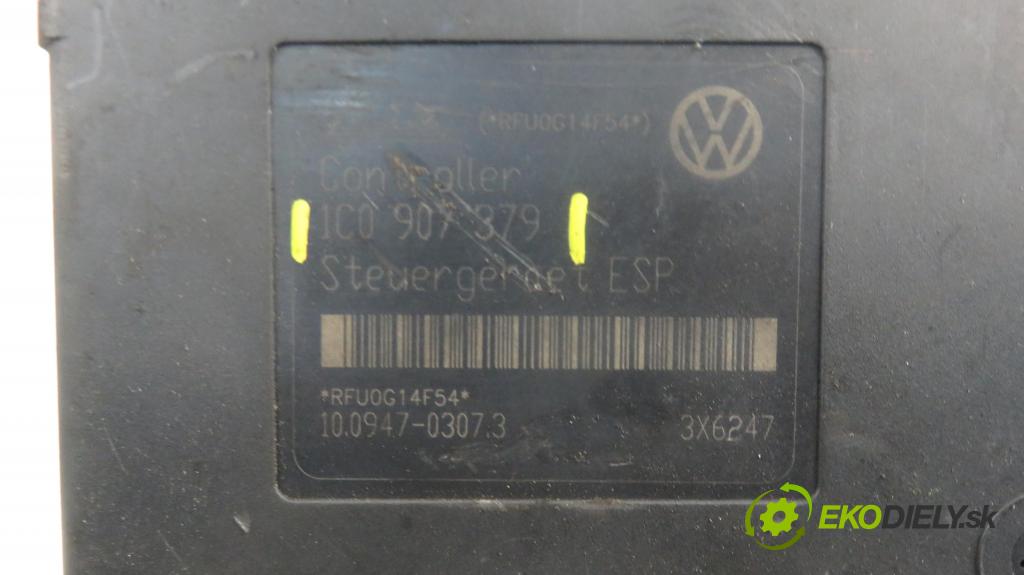 (*RFU0G14F54*)
Controller
1C0 907 379
Steuergeraet ESP
*RFU0G14F54*
10.0947-0307.3 3X6247
EKODIELY.sk